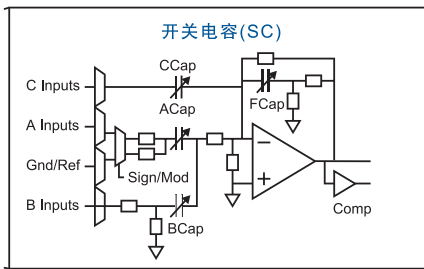 开关电容(SC)
CCap
C Inputs
ACap
FCap
A Inputs
Gnd/Ref
Sign/Mod
B Inputs
BCap
Comp